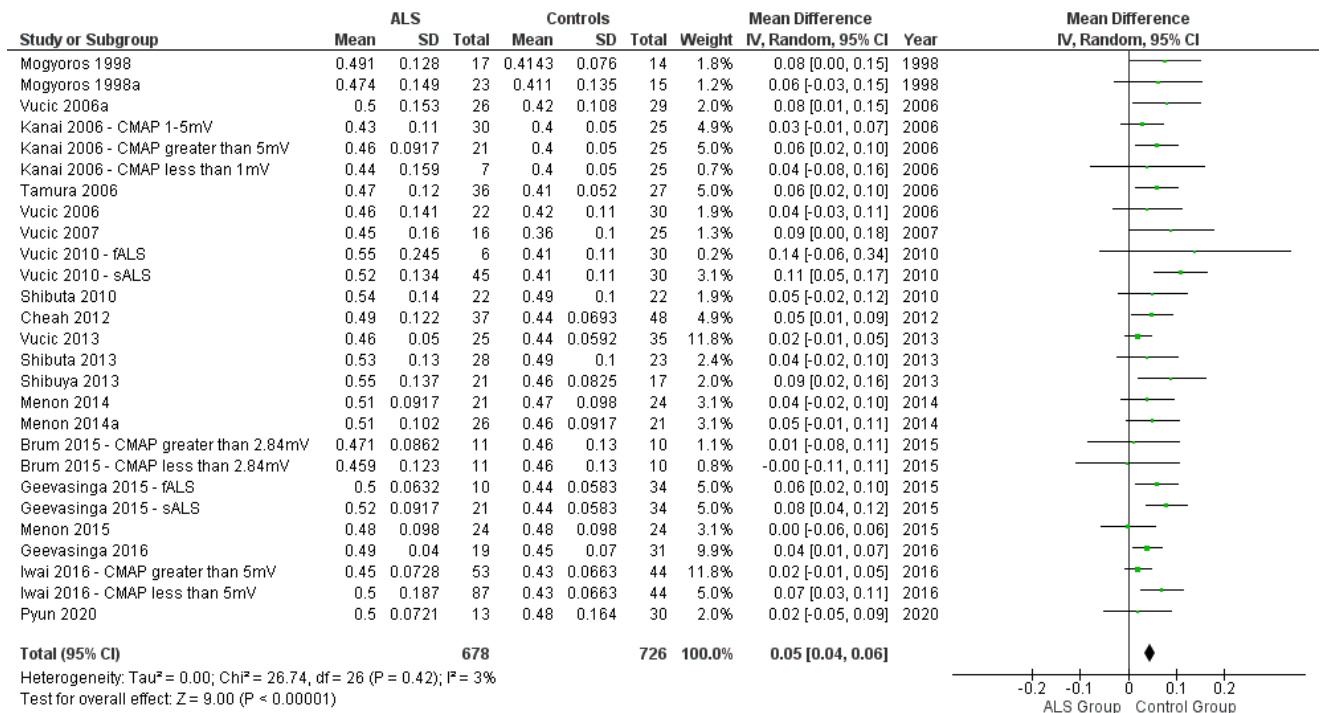 ALS Controls Mean Difference Mean Difference
Study or Subgroup Mean SD Total Mean SD Total Weight IV, Random, 95% CI Year IV, Random, 95% CI
Mogyoros 1998 0.491 0.128 17 0.4143 0.076 14 1.8% 0.08 [0.00, 0.15] 1998
Mogyoros 1998a 0.474 0.149 23 0.411 0.135 15 1.2% 0.06 [-0.03, 0.15] 1998
Vucic 2006a 0.5 0.153 26 0.42 0.108 29 2.0% 0.08 [0.01, 0.15] 2006
Kanai 2006 - CMAP 1-5mV 0.43 0.11 30 0.4 0.05 25 4.9% 0.03 [-0.01, 0.07] 2006
Kanai 2006 - CMAP greater than 5mV 0.46 0.0917 21 0.4 0.05 25 5.0% 0.06 [0.02, 0.10] 2006
Kanai 2006 - CMAP less than 1mV 0.44 0.159 7 0.4 0.05 25 0.7% 0.04 [-0.08, 0.16] 2006
Tamura 2006 0.47 0.12 36 0.41 0.052 27 5.0% 0.06 [0.02, 0.10] 2006
Vucic 2006 0.46 0.141 22 0.42 0.11 30 1.9% 0.04 [-0.03, 0.11] 2006
Vucic 2007 0.45 0.16 16 0.36 0.1 25 1.3% 0.09 [0.00, 0.18] 2007
Vucic 2010 - fALS 0.55 0.245 6 0.41 0.11 30 0.2% 0.14 [-0.06, 0.34] 2010
Vucic 2010 - sALS 0.52 0.134 45 0.41 0.11 30 3.1% 0.11 [0.05, 0.17] 2010
Shibuta 2010 0.54 0.14 22 0.49 0.1 22 1.9% 0.05 [-0.02, 0.12] 2010
Cheah 2012 0.49 0.122 37 0.44 0.0693 48 4.9% 0.05 [0.01, 0.09] 2012
Vucic 2013 0.46 0.05 25 0.44 0.0592 35 11.8% 0.02 [-0.01, 0.05] 2013
Shibuta 2013 0.53 0.13 28 0.49 0.1 23 2.4% 0.04 [-0.02, 0.10] 2013
Shibuya 2013 0.55 0.137 21 0.46 0.0825 17 2.0% 0.09 [0.02, 0.16] 2013
Menon 2014 0.51 0.0917 21 0.47 0.098 24 3.1% 0.04 [-0.02, 0.10] 2014
Menon 2014a 0.51 0.102 26 0.46 0.0917 21 3.1% 0.05 [-0.01, 0.11] 2014
Brum 2015 - CMAP greater than 2.84mV 0.471 0.0862 11 0.46 0.13 10 1.1% 0.01 [-0.08, 0.11] 2015
Brum 2015 - CMAP less than 2.84mV 0.459 0.123 11 0.46 0.13 10 0.8% -0.00 [-0.11, 0.11] 2015
Geevasinga 2015 - fALS 0.5 0.0632 10 0.44 0.0583 34 5.0% 0.06 [0.02, 0.10] 2015
Geevasinga 2015 - sALS 0.52 0.0917 21 0.44 0.0583 34 5.0% 0.08 [0.04, 0.12] 2015
Menon 2015 0.48 0.098 24 0.48 0.098 24 3.1% 0.00 [-0.06, 0.06] 2015
Geevasinga 2016 0.49 0.04 19 0.45 0.07 31 9.9% 0.04 [0.01, 0.07] 2016
Iwai 2016 - CMAP greater than 5mV 0.45 0.0728 53 0.43 0.0663 44 11.8% 0.02 [-0.01, 0.05] 2016
Iwai 2016 - CMAP less than 5mV 0.5 0.187 87 0.43 0.0663 44 5.0% 0.07 [0.03, 0.11] 2016
Pyun 2020 0.5 0.0721 13 0.48 0.164 30 2.0% 0.02 [-0.05, 0.09] 2020
Total (95% CI) 678 726 100.0% 0.05 [0.04, 0.06]
Heterogeneity: Tau² = 0.00; Chi² = 26.74, df = 26 (P = 0.42); I² = 3%
Test for overall effect: Z = 9.00 (P < 0.00001)
-0.2 -0.1 0 0.1 0.2
ALS Group Control Group